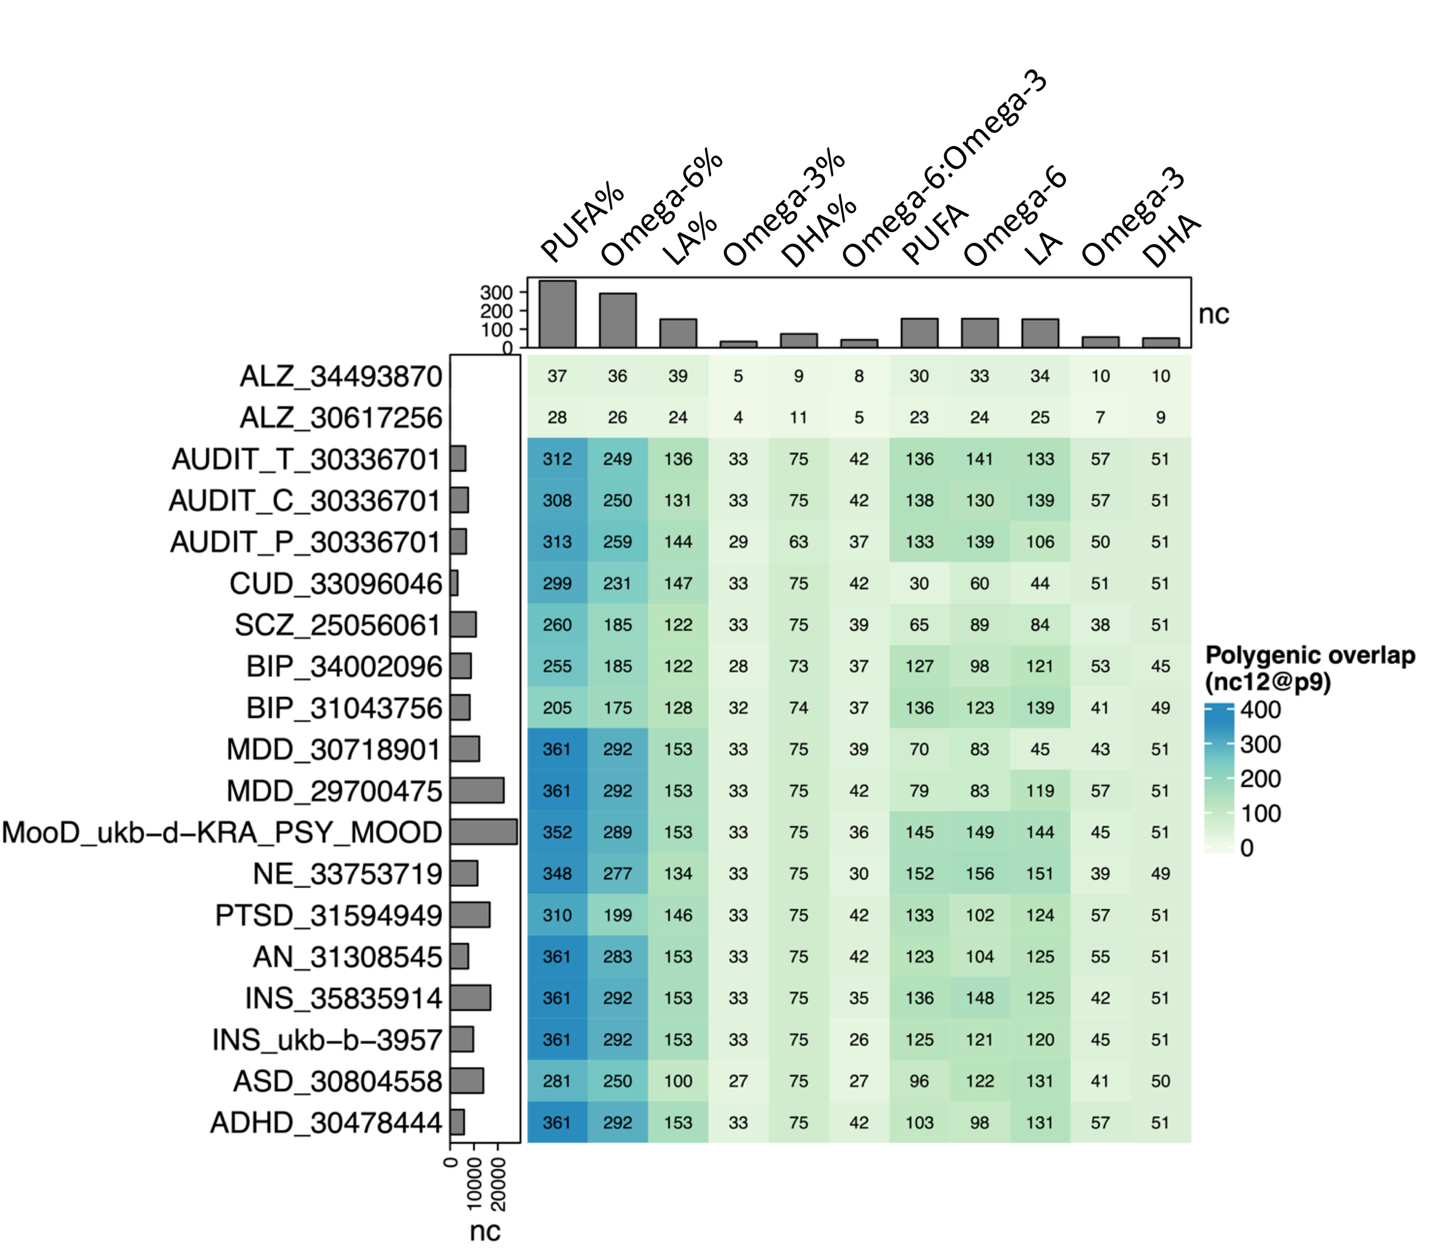 PUFA%
Omega-6%
LA%
Omega-3%
DHA%
Omega-6:Omega-3
PUFA
Omega-6
LA
Omega-3
DHA
300
200
100
0
nc
ALZ_34493870 37 36 39 5 9 8 30 33 34 10 10
ALZ_30617256 28 26 24 4 11 5 23 24 25 7 9
AUDIT_T_30336701 312 249 136 33 75 42 136 141 133 57 51
AUDIT_C_30336701 308 250 131 33 75 42 138 130 139 57 51
AUDIT_P_30336701 313 259 144 29 63 37 133 139 106 50 51
CUD_33096046 299 231 147 33 75 42 30 60 44 51 51
SCZ_25056061 260 185 122 33 75 39 65 89 84 38 51
BIP_34002096 255 185 122 28 73 37 127 98 121 53 45
BIP_31043756 205 175 128 32 74 37 136 123 139 41 49
MDD_30718901 361 292 153 33 75 39 70 83 45 43 51
MDD_29700475 361 292 153 33 75 42 79 83 119 57 51
MooD_ukb−d−KRA_PSY_MOOD 352 289 153 33 75 36 145 149 144 45 51
NE_33753719 348 277 134 33 75 30 152 156 151 39 49
PTSD_31594949 310 199 146 33 75 42 133 102 124 57 51
AN_31308545 361 283 153 33 75 42 123 104 125 55 51
INS_35835914 361 292 153 33 75 35 136 148 125 42 51
INS_ukb−b−3957 361 292 153 33 75 26 125 121 120 45 51
ASD_30804558 281 250 100 27 75 27 96 122 131 41 50
ADHD_30478444 361 292 153 33 75 42 103 98 131 57 51
0
10000
20000
nc
Polygenic overlap
(nc12@p9)
400
300
200
100
0